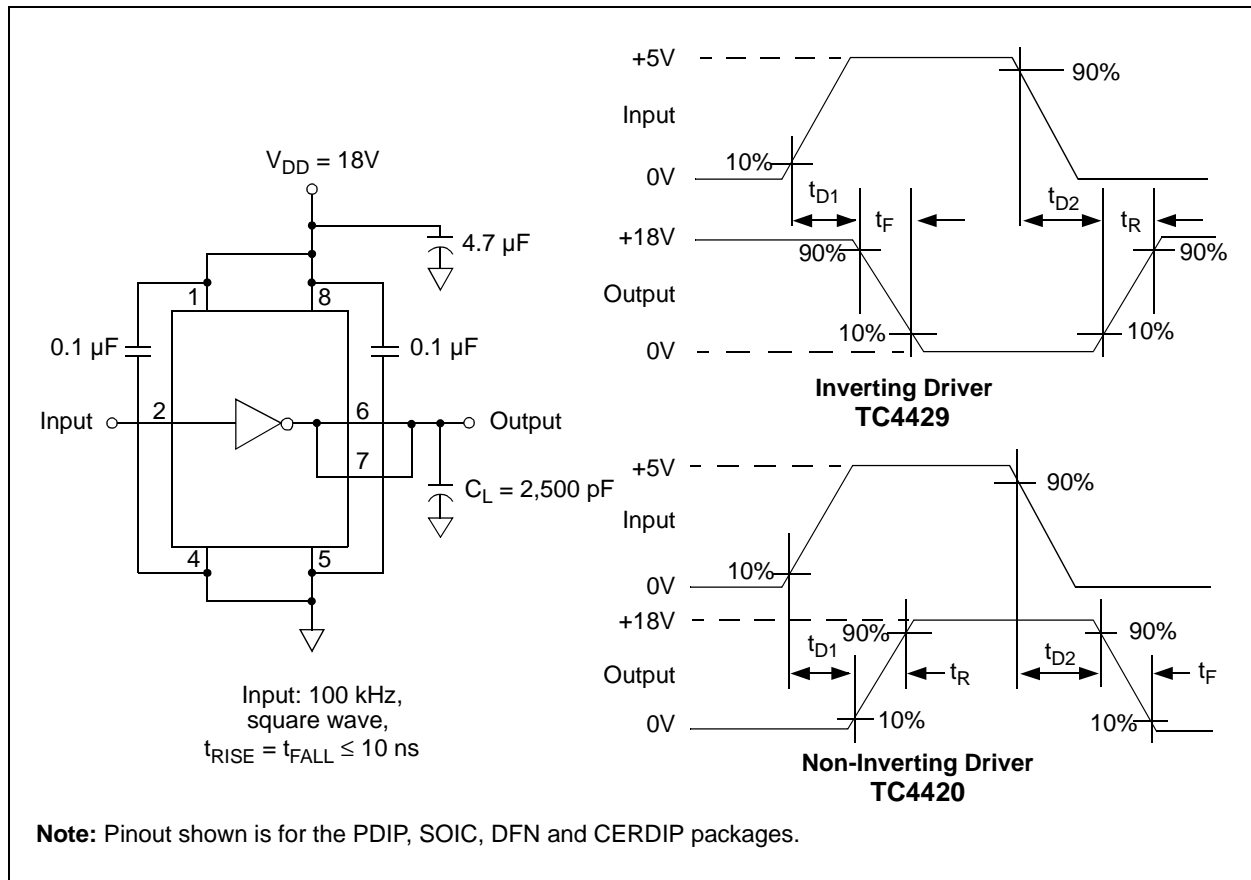 V_DD = 18V
4.7 µF
1
8
0.1 µF
0.1 µF
Input
2
6
Output
7
C_L = 2,500 pF
4
5
Input: 100 kHz,
square wave,
t_RISE = t_FALL ≤ 10 ns
+5V
90%
Input
10%
0V
t_D1
t_F
t_D2
t_R
+18V
90%
90%
Output
10%
10%
0V
Inverting Driver
TC4429
+5V
90%
Input
10%
0V
+18V
90%
90%
t_D1
t_R
t_D2
t_F
Output
10%
10%
0V
Non-Inverting Driver
TC4420
Note: Pinout shown is for the PDIP, SOIC, DFN and CERDIP packages.